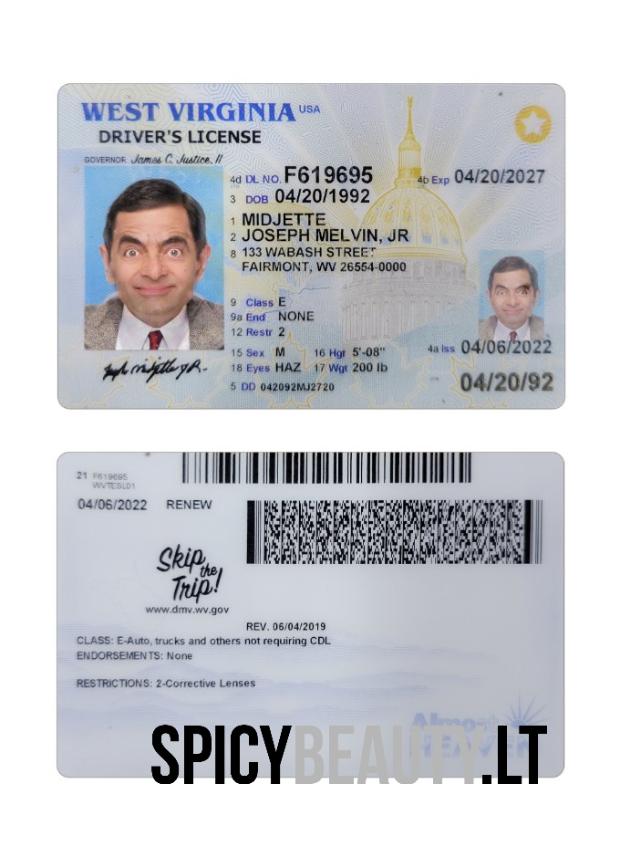 WEST VIRGINIA USA
DRIVER'S LICENSE
GOVERNOR James C. Justice, II
4d DL NO. F619695
4b Exp 04/20/2027
3 DOB 04/20/1992
1 MIDJETTE
2 JOSEPH MELVIN, JR
8 133 WABASH STREET
FAIRMONT, WV 26554-0000
9 Class E
9a End NONE
12 Restr 2
15 Sex M 16 Hgt 5'-08"
4a Iss 04/06/2022
18 Eyes HAZ 17 Wgt 200 lb
5 DD 042092MJ2720
04/20/92
21 F619695
WVTESL01
04/06/2022 RENEW
Skip
the
Trip!
www.dmv.wv.gov
REV. 06/04/2019
CLASS: E-Auto, trucks and others not requiring CDL
ENDORSEMENTS: None
RESTRICTIONS: 2-Corrective Lenses
Almost
HEAVEN
SPICYBEAUTY.LT